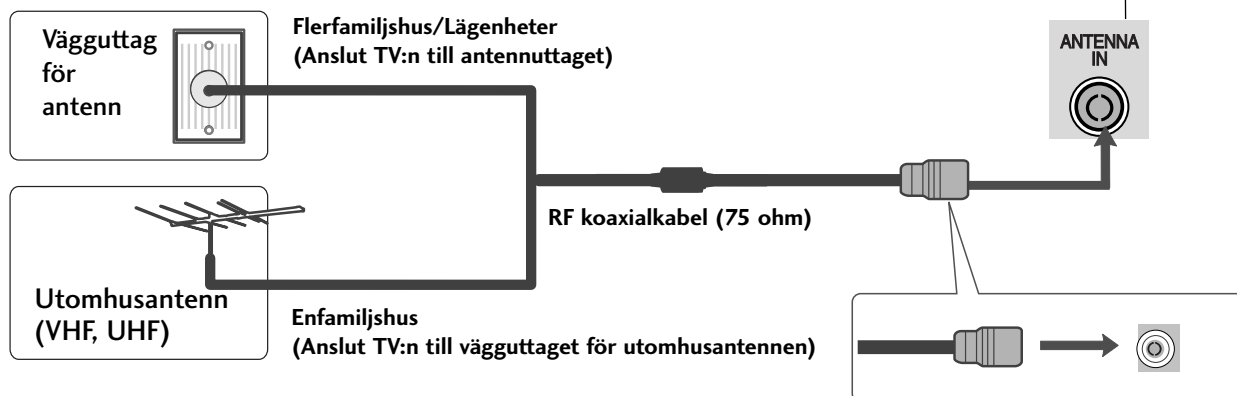 Vägguttag
för
antenn
Flerfamiljshus/Lägenheter
(Anslut TV:n till antennuttaget)
ANTENNA
IN
RF koaxialkabel (75 ohm)
Utomhusantenn
(VHF, UHF)
Enfamiljshus
(Anslut TV:n till vägguttaget för utomhusantennen)